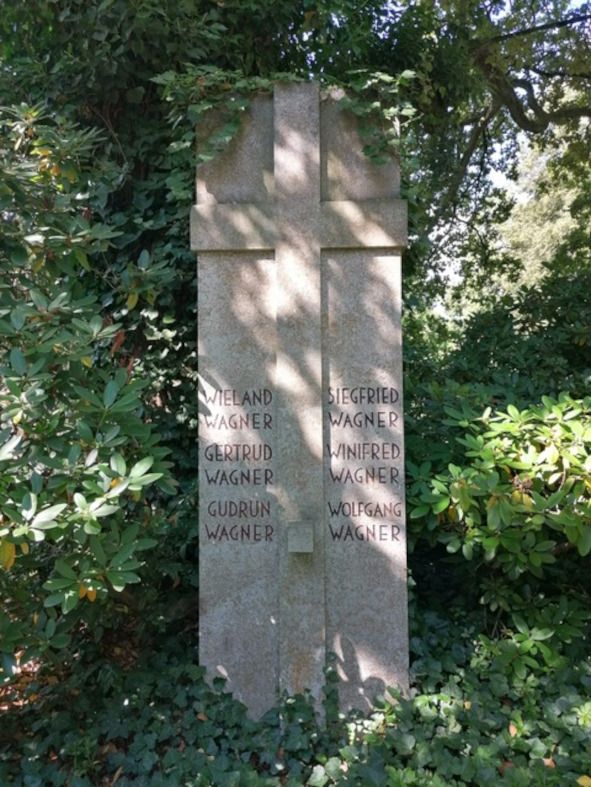 WIELAND
WAGNER
GERTRUD
WAGNER
GUDRUN
WAGNER
SIEGFRIED
WAGNER
WINIFRED
WAGNER
WOLFGANG
WAGNER